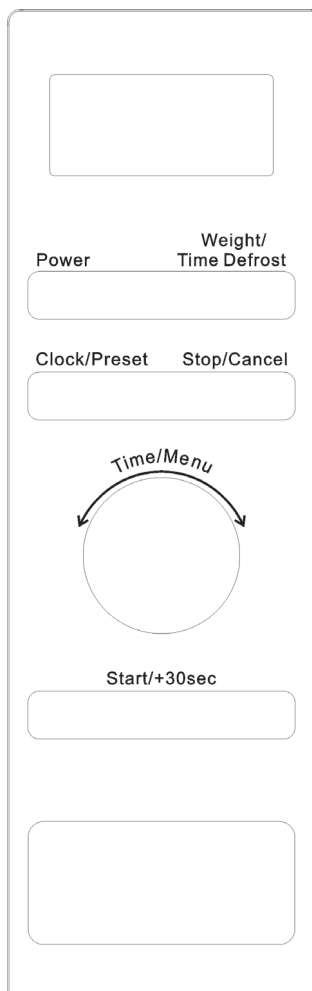 Weight/
Power Time Defrost
Clock/Preset Stop/Cancel
Time/Menu
Start/+30sec